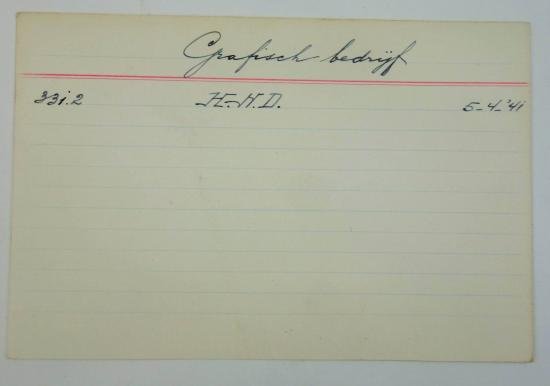 Grafisch bedrijf
331.2 H.N.D. 5-4-'41